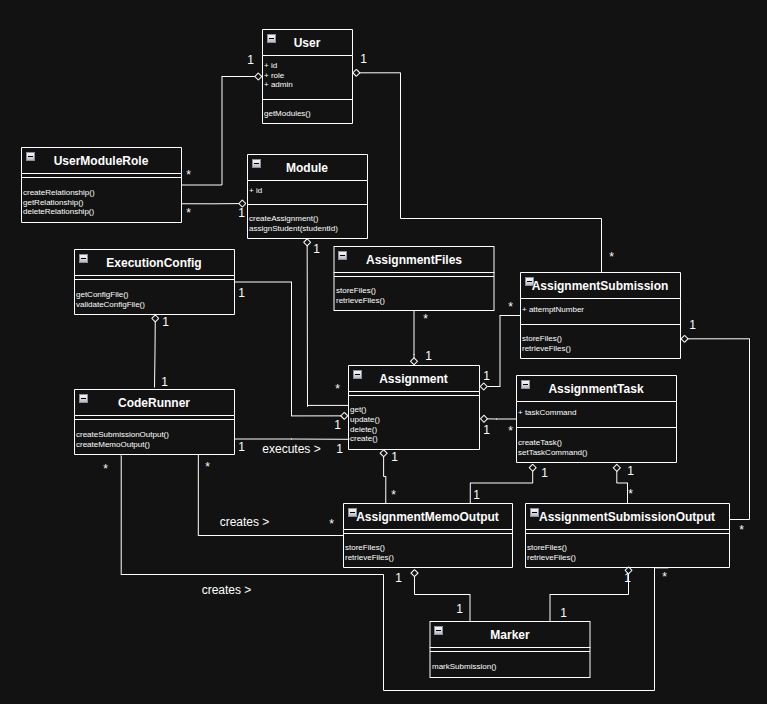 User
+ id
+ role
+ admin
getModules()
1
1
UserModuleRole
createRelationship()
getRelationship()
deleteRelationship()
*
*
Module
+ id
createAssignment()
assignStudent(studentId)
1
1
ExecutionConfig
getConfigFile()
validateConfigFile()
1
1
AssignmentFiles
storeFiles()
retrieveFiles()
*
AssignmentSubmission
+ attemptNumber
storeFiles()
retrieveFiles()
*
*
1
Assignment
get()
update()
delete()
create()
1
*
1
1
1
1
1
AssignmentTask
+ taskCommand
createTask()
setTaskCommand()
*
1
1
CodeRunner
createSubmissionOutput()
createMemoOutput()
1
1
executes >
*
*
creates >
creates >
AssignmentMemoOutput
storeFiles()
retrieveFiles()
*
1
*
1
AssignmentSubmissionOutput
storeFiles()
retrieveFiles()
*
*
1
*
Marker
markSubmission()
1
1